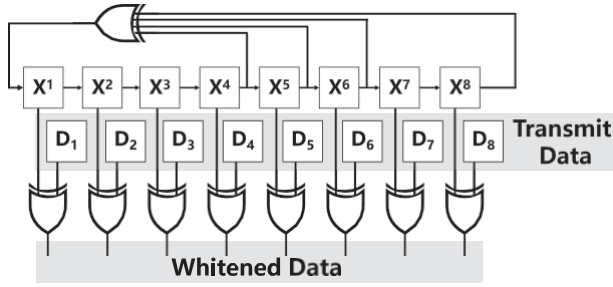 X¹ X² X³ X⁴ X⁵ X⁶ X⁷ X⁸
D₁ D₂ D₃ D₄ D₅ D₆ D₇ D₈
Transmit
Data
Whitened Data